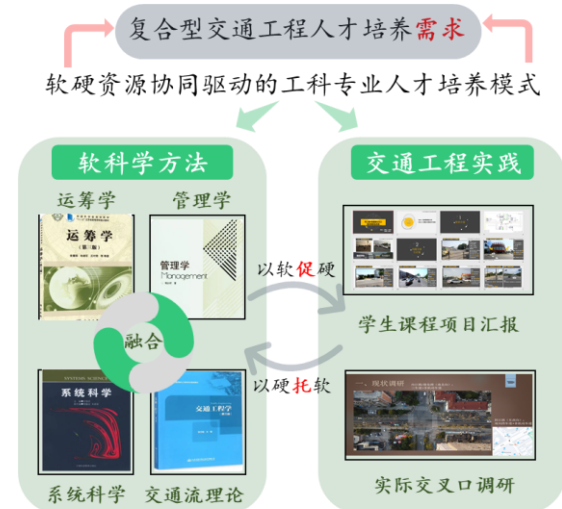 复合型交通工程人才培养需求
软硬资源协同驱动的工科专业人才培养模式
软科学方法
交通工程实践
运筹学
管理学
运筹学
(第三版)
管理学
Management
以软促硬
学生课程项目汇报
融合
SYSTEMS SCIENCE
系统科学
交通工程学
以硬托软
一、现状调研
系统科学
交通流理论
实际交叉口调研